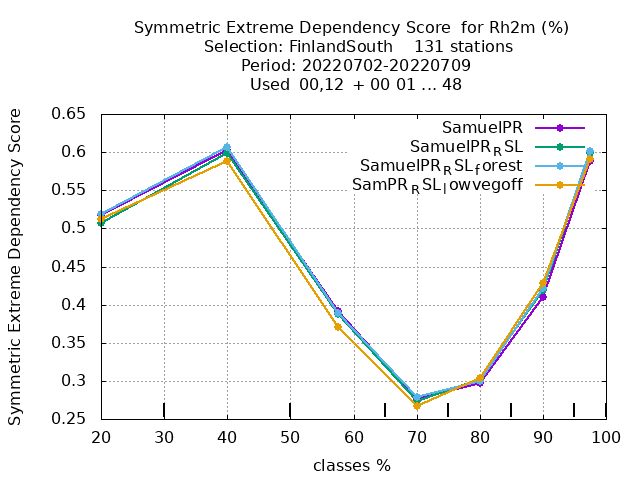 Symmetric Extreme Dependency Score for Rh2m (%)
Selection: FinlandSouth 131 stations
Period: 20220702-20220709
Used 00,12 + 00 01 ... 48
Symmetric Extreme Dependency Score
0.65
0.6
0.55
0.5
0.45
0.4
0.35
0.3
0.25
SamuelPR
SamuelPR_RSL
SamuelPR_RSL_forest
SamPR_RSL_lowvegoff
20 30 40 50 60 70 80 90 100
classes %